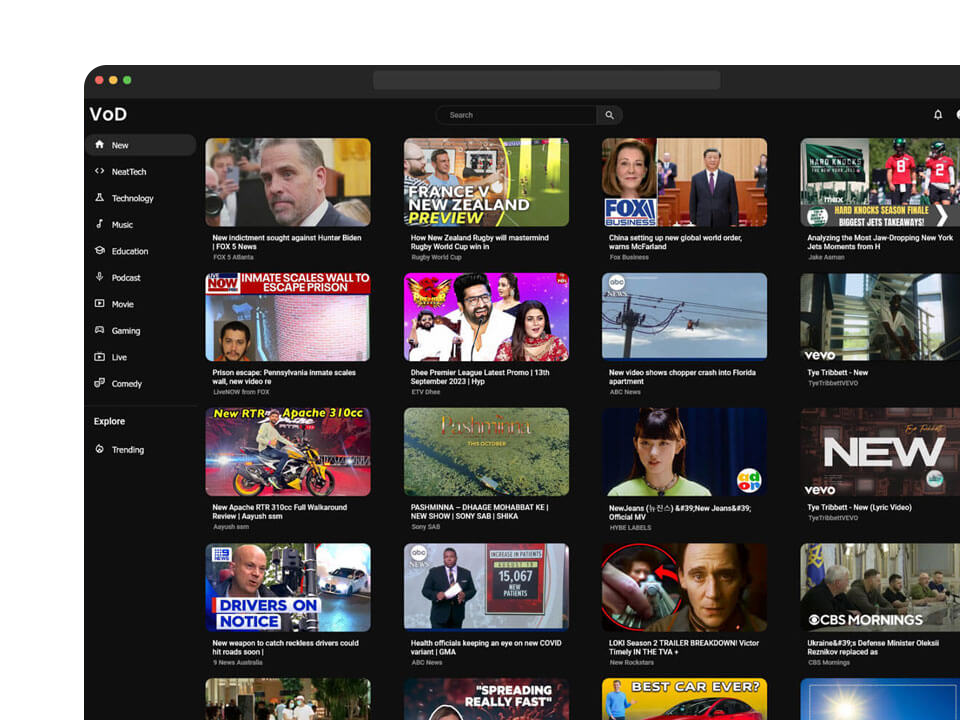 VoD
Search
New
NeatTech
Technology
Music
Education
Podcast
Movie
Gaming
Live
Comedy
Explore
Trending
New indictment sought against Hunter Biden
| FOX 5 News
FOX 5 Atlanta
FRANCE V
NEW ZEALAND
PREVIEW
How New Zealand Rugby will mastermind
Rugby World Cup win in
Rugby World Cup
FOX
BUSINESS
China setting up new global world order,
warns McFarland
Fox Business
HARD KNOCKS
THE NEW YORK JETS
max
HARD KNOCKS SEASON FINALE
BIGGEST JETS TAKEAWAYS!
Analyzing the Most Jaw-Dropping New York
Jets Moments from H
Jake Asman
LIVE
NOW
INMATE SCALES WALL TO
ESCAPE PRISON
Prison escape: Pennsylvania inmate scales
wall, new video re
LiveNOW from FOX
PREMIER
Dhee Premier League Latest Promo | 13th
September 2023 | Hyp
ETV Dhee
abc
NEWS
New video shows chopper crash into Florida
apartment
ABC News
vevo
Tye Tribbett - New
TyeTribbettVEVO
New RTR Apache 310cc
New Apache RTR 310cc Full Walkaround
Review | Aayush ssm
Aayush ssm
Pashminna
THIS OCTOBER
PASHMINNA – DHAAGE MOHABBAT KE |
NEW SHOW | SONY SAB | SHIKA
Sony SAB
ad
or
NewJeans (뉴진스) &#39;New Jeans&#39;
Official MV
HYBE LABELS
Tye Tribbett
NEW
vevo
Tye Tribbett - New (Lyric Video)
TyeTribbettVEVO
9
NEWS
DRIVERS ON
NOTICE
New weapon to catch reckless drivers could
hit roads soon |
9 News Australia
abc
NEWS
INCREASE IN PATIENTS
AUGUST 19
15,067
NEW
PATIENTS
Health officials keeping an eye on new COVID
variant | GMA
ABC News
LOKI Season 2 TRAILER BREAKDOWN! Victor
Timely IN THE TVA +
New Rockstars
CBS MORNINGS
Ukraine&#39;s Defense Minister Oleksii
Reznikov replaced as
CBS Mornings
"SPREADING
REALLY FAST"
BEST CAR EVER?